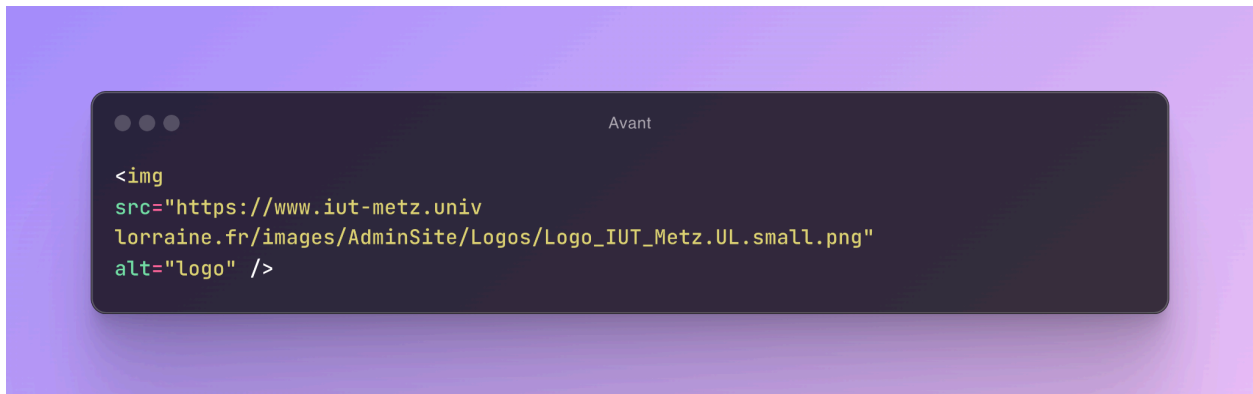 Avant
<img
src="https://www.iut-metz.univ
lorraine.fr/images/AdminSite/Logos/Logo_IUT_Metz.UL.small.png"
alt="logo" />